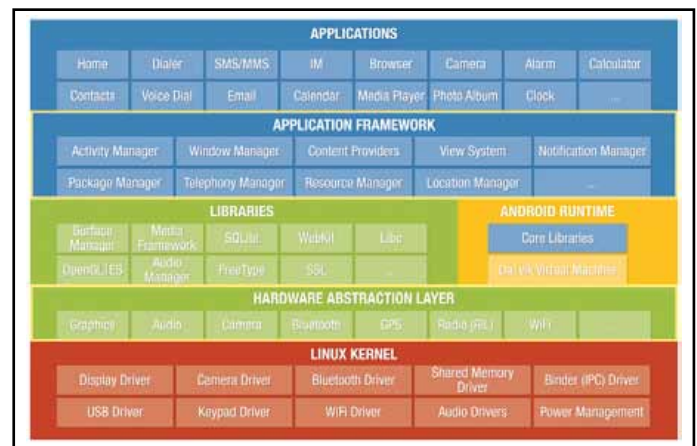 APPLICATIONS
Home Dialer SMS/MMS IM Browser Camera Alarm Calculator
Contacts Voice Dial Email Calendar Media Player Photo Album Clock ...
APPLICATION FRAMEWORK
Activity Manager Window Manager Content Providers View System Notification Manager
Package Manager Telephony Manager Resource Manager Location Manager ...
LIBRARIES
Surface Manager Media Framework SQLite WebKit Libc
OpenGL|ES Audio Manager FreeType SSL ...
ANDROID RUNTIME
Core Libraries
Dalvik Virtual Machine
HARDWARE ABSTRACTION LAYER
Graphics Audio Camera Bluetooth GPS Radio (RIL) WiFi
LINUX KERNEL
Display Driver Camera Driver Bluetooth Driver Shared Memory Driver Binder (IPC) Driver
USB Driver Keypad Driver WiFi Driver Audio Drivers Power Management